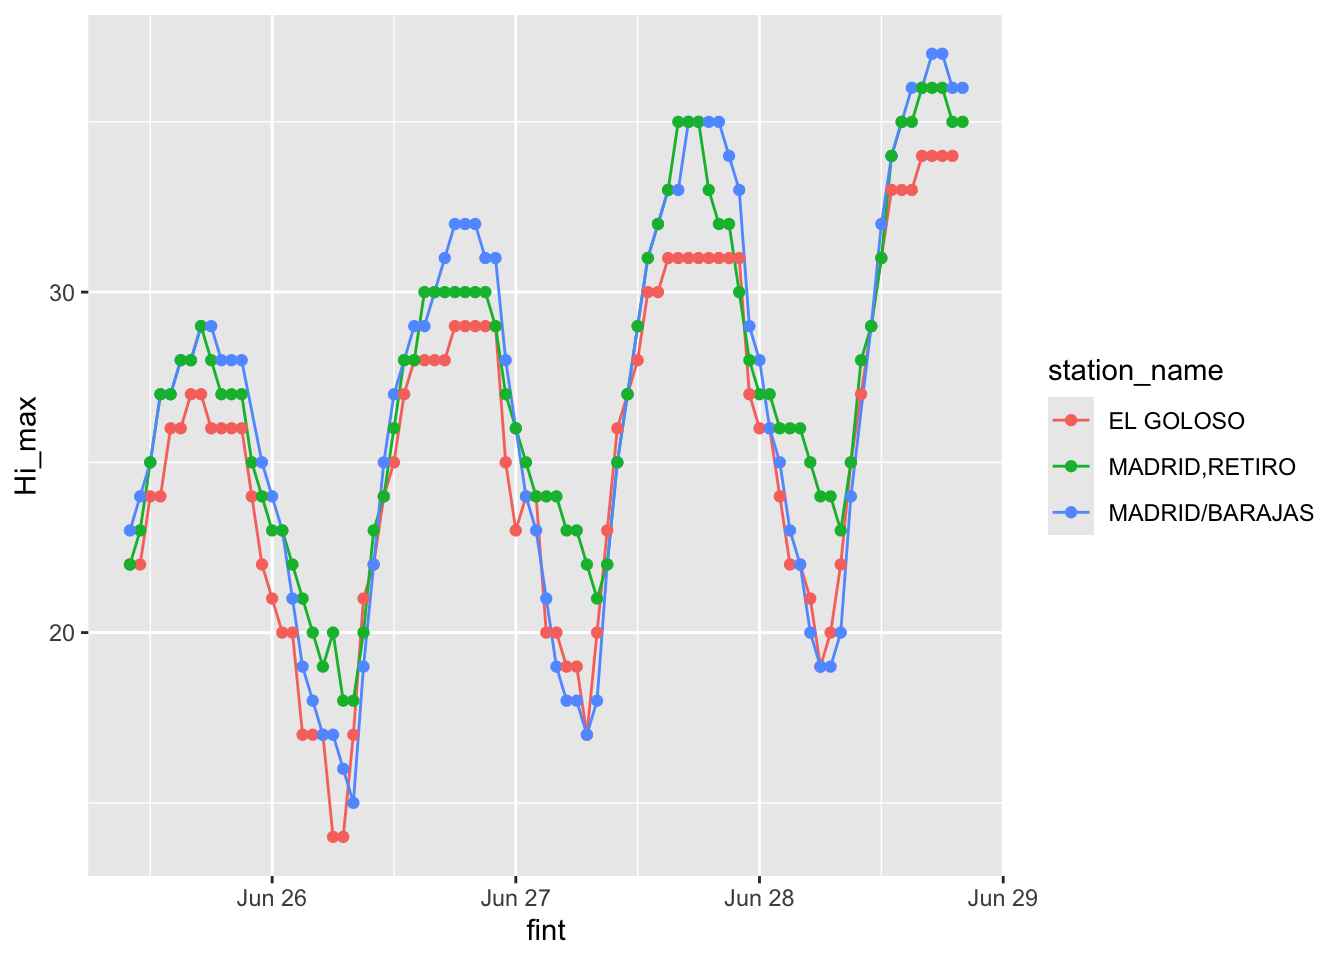 Hi_max
30
20
Jun 26
Jun 27
Jun 28
Jun 29
fint
station_name
EL GOLOSO
MADRID,RETIRO
MADRID/BARAJAS